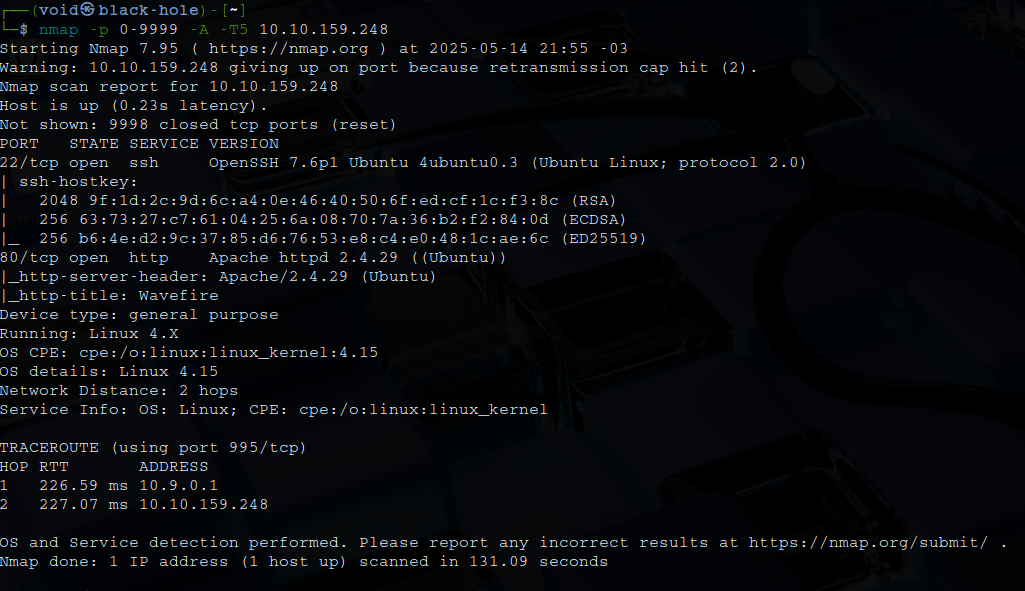 ┌──(void㉿black-hole)-[~]
└─$ nmap -p 0-9999 -A -T5 10.10.159.248
Starting Nmap 7.95 ( https://nmap.org ) at 2025-05-14 21:55 -03
Warning: 10.10.159.248 giving up on port because retransmission cap hit (2).
Nmap scan report for 10.10.159.248
Host is up (0.23s latency).
Not shown: 9998 closed tcp ports (reset)
PORT   STATE SERVICE VERSION
22/tcp open  ssh     OpenSSH 7.6p1 Ubuntu 4ubuntu0.3 (Ubuntu Linux; protocol 2.0)
| ssh-hostkey:
|   2048 9f:1d:2c:9d:6c:a4:0e:46:40:50:6f:ed:cf:1c:f3:8c (RSA)
|   256 63:73:27:c7:61:04:25:6a:08:70:7a:36:b2:f2:84:0d (ECDSA)
|_  256 b6:4e:d2:9c:37:85:d6:76:53:e8:c4:e0:48:1c:ae:6c (ED25519)
80/tcp open  http    Apache httpd 2.4.29 ((Ubuntu))
|_http-server-header: Apache/2.4.29 (Ubuntu)
|_http-title: Wavefire
Device type: general purpose
Running: Linux 4.X
OS CPE: cpe:/o:linux:linux_kernel:4.15
OS details: Linux 4.15
Network Distance: 2 hops
Service Info: OS: Linux; CPE: cpe:/o:linux:linux_kernel
TRACEROUTE (using port 995/tcp)
HOP RTT       ADDRESS
1   226.59 ms 10.9.0.1
2   227.07 ms 10.10.159.248
OS and Service detection performed. Please report any incorrect results at https://nmap.org/submit/ .
Nmap done: 1 IP address (1 host up) scanned in 131.09 seconds